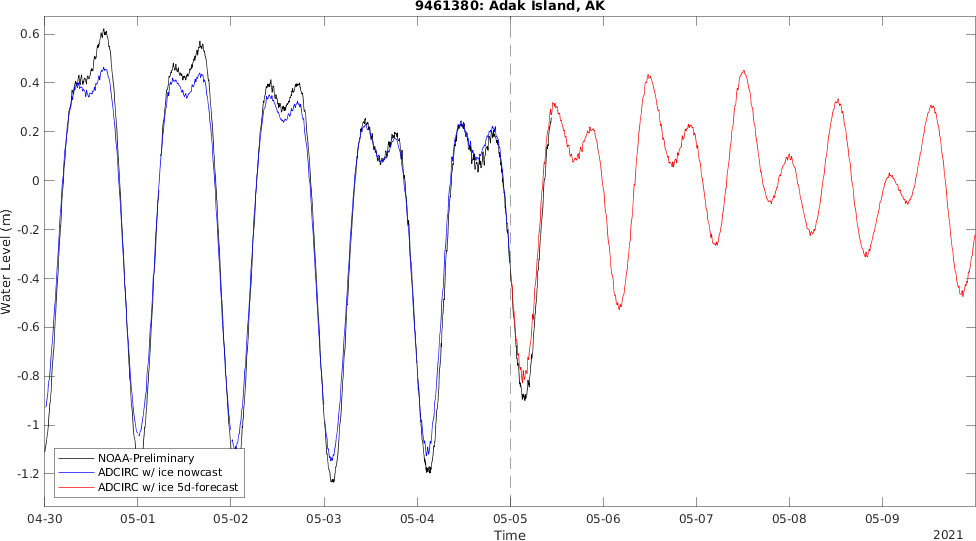 9461380: Adak Island, AK
Water Level (m)
0.6
0.4
0.2
0
-0.2
-0.4
-0.6
-0.8
-1
-1.2
NOAA-Preliminary
ADCIRC w/ ice nowcast
ADCIRC w/ ice 5d-forecast
04-30 05-01 05-02 05-03 05-04 05-05 05-06 05-07 05-08 05-09
Time
2021